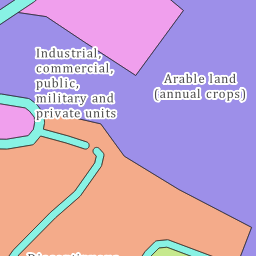 Industrial,
commercial,
public,
military and
private units
Arable land
(annual crops)